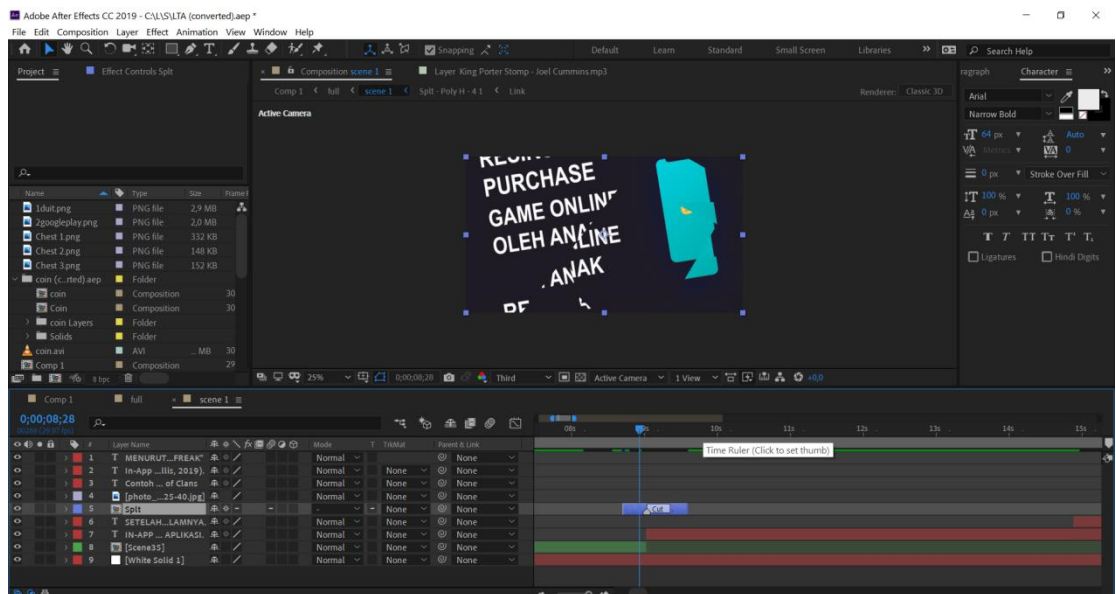 Adobe After Effects CC 2019 - C:\L\S\LTA (converted).aep *
File Edit Composition Layer Effect Animation View Window Help
Snapping Default Learn Standard Small Screen Libraries Search Help
Project Effect Controls Splt
Composition scene 1 Layer King Porter Stomp - Joel Cummins.mp3
Comp 1 full scene 1 Splt - Poly H - 4 1 Link Renderer: Classic 3D
Active Camera
PURCHASE
GAME ONLINE
OLEH
ANAK
ragraph Character
Arial
Narrow Bold
64 px Auto
Metrics 0
0 px Stroke Over Fill
100 % 100 %
0 px 0 %
T T TT Tt T' T,
Ligatures Hindi Digits
Name Type Size Frame
1duit.png PNG file 2,9 MB
2googleplay.png PNG file 2,0 MB
Chest 1.png PNG file 332 KB
Chest 2.png PNG file 148 KB
Chest 3.png PNG file 152 KB
coin (c...rted).aep Folder
coin Composition 30
Coin Composition 30
coin Layers Folder
Solids Folder
coin.avi AVI ... MB 30
Comp 1 Composition 29
8 bpc
25% 0;00;08;28 Third Active Camera 1 View +0,0
Comp 1 full scene 1
0;00;08;28
# Layer Name Mode T TrkMat Parent & Link
08s 10s 11s 12s 13s 14s 15s
Time Ruler (Click to set thumb)
1 T MENURUT...FREAK" Normal None
2 T In-App ...llis, 2019). Normal None None
3 T Contoh ... of Clans Normal None None
4 [photo_...25-40.jpg] Normal None None
5 Splt - None None
Cut
6 T SETELAH...LAMNYA. Normal None None
7 T IN-APP ... APLIKASI. Normal None None
8 [Scene35] Normal None None
9 [White Solid 1] Normal None None